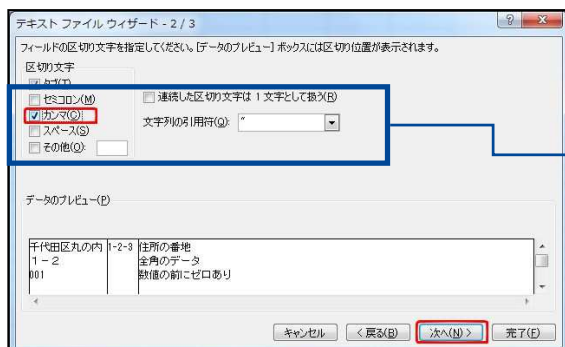 テキスト ファイル ウィザード - 2 / 3
フィールドの区切り文字を指定してください。[データのプレビュー] ボックスには区切り位置が表示されます。
区切り文字
タブ(T)
セミコロン(M)
連続した区切り文字は 1 文字として扱う(R)
カンマ(C)
文字列の引用符(Q): "
スペース(S)
その他(O):
データのプレビュー(P)
千代田区丸の内 1-2-3 住所の番地
１－２ 全角のデータ
001 数値の前にゼロあり
キャンセル < 戻る(B) 次へ(N) > 完了(F)